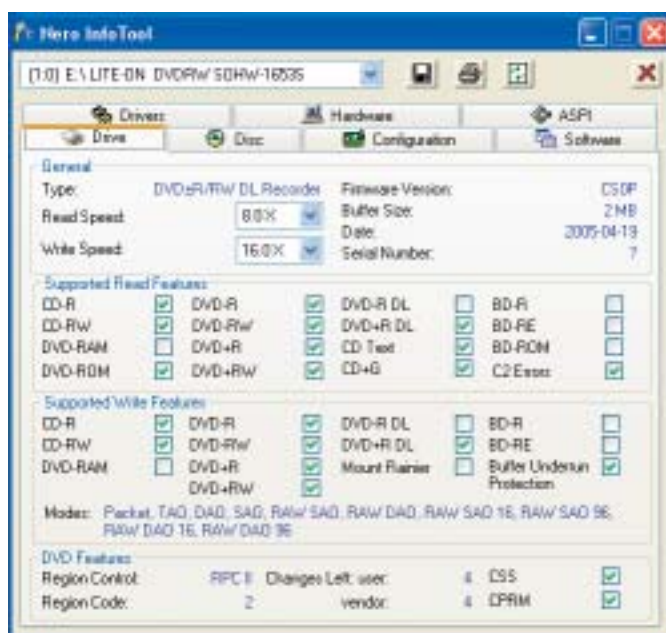 Nero InfoTool
[1:0] E:\ LITE-ON DVDRW SOHW-1653S
Drivers Hardware ASPI
Drive Disc Configuration Software
General
Type: DVD±R/RW DL Recorder Firmware Version: CS0P
Read Speed: 8.0 X Buffer Size: 2 MB
Date: 2005-04-19
Write Speed: 16.0 X Serial Number: 7
Supported Read Features
CD-R DVD-R DVD-R DL BD-R
CD-RW DVD-RW DVD+R DL BD-RE
DVD-RAM DVD+R CD Text BD-ROM
DVD-ROM DVD+RW CD+G C2 Errors
Supported Write Features
CD-R DVD-R DVD-R DL BD-R
CD-RW DVD-RW DVD+R DL BD-RE
DVD-RAM DVD+R Mount Rainier Buffer Underrun
DVD+RW Protection
Modes: Packet, TAO, DAO, SAO, RAW SAO, RAW DAO, RAW SAO 16, RAW SAO 96,
RAW DAO 16, RAW DAO 96
DVD Features
Region Control: RPC II Changes Left: user: 4 CSS
Region Code: 2 vendor: 4 CPRM